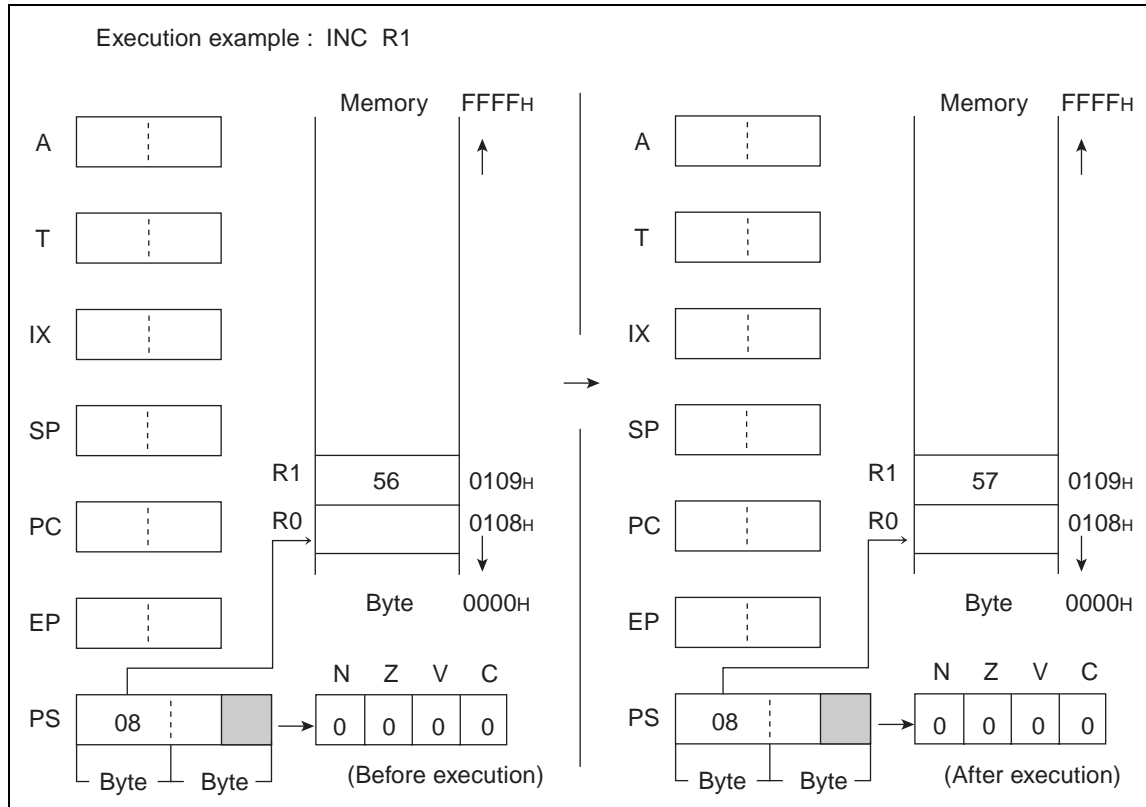 Execution example : INC R1
Memory FFFFH
A
T
IX
SP
R1 56 0109H
PC R0 0108H
Byte 0000H
EP
N Z V C
PS 08 0 0 0 0
Byte Byte (Before execution)
Memory FFFFH
A
T
IX
SP
R1 57 0109H
PC R0 0108H
Byte 0000H
EP
N Z V C
PS 08 0 0 0 0
Byte Byte (After execution)